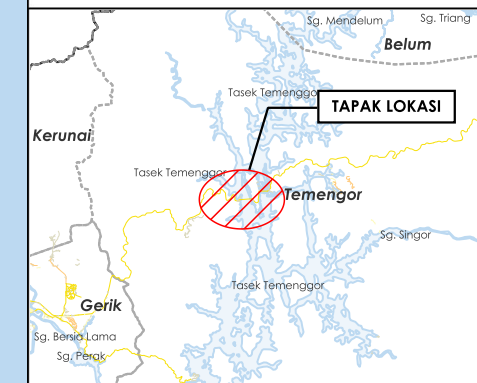 Sg. Mendelum
Sg. Triang
Belum
Tasek Temenggor
TAPAK LOKASI
Kerunai
Tasek Temenggor
Temengor
Sg. Singor
Tasek Temenggor
Gerik
Sg. Bersia Lama
Sg. Perak